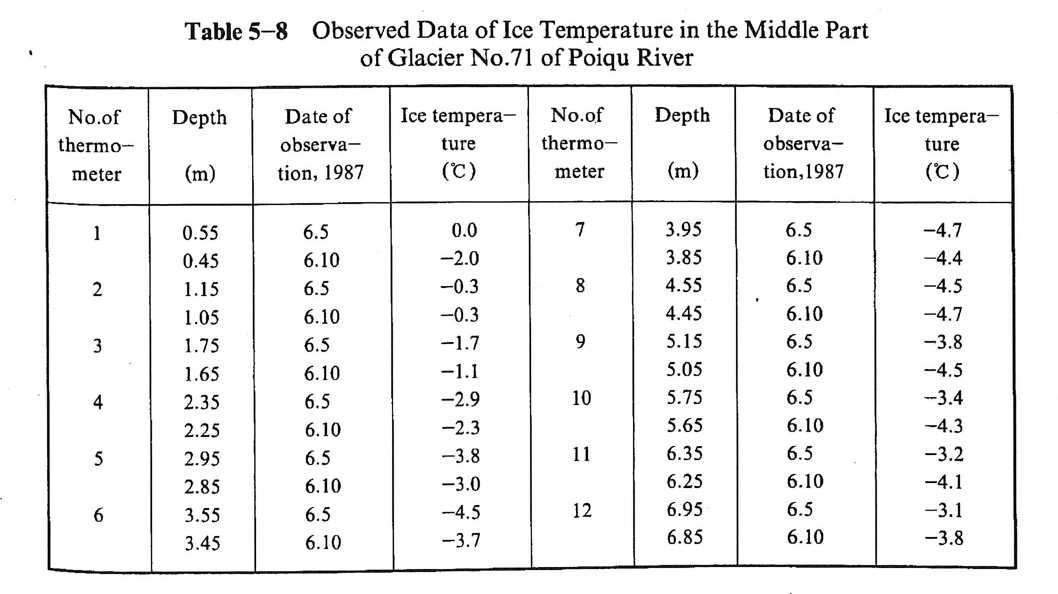 Table 5−8 Observed Data of Ice Temperature in the Middle Part
of Glacier No.71 of Poiqu River
No.of Depth Date of Ice tempera− No.of Depth Date of Ice tempera−
thermo− observa− ture thermo− observa− ture
meter (m) tion, 1987 (℃) meter (m) tion,1987 (℃)
1 0.55 6.5 0.0 7 3.95 6.5 −4.7
0.45 6.10 −2.0 3.85 6.10 −4.4
2 1.15 6.5 −0.3 8 4.55 6.5 −4.5
1.05 6.10 −0.3 4.45 6.10 −4.7
3 1.75 6.5 −1.7 9 5.15 6.5 −3.8
1.65 6.10 −1.1 5.05 6.10 −4.5
4 2.35 6.5 −2.9 10 5.75 6.5 −3.4
2.25 6.10 −2.3 5.65 6.10 −4.3
5 2.95 6.5 −3.8 11 6.35 6.5 −3.2
2.85 6.10 −3.0 6.25 6.10 −4.1
6 3.55 6.5 −4.5 12 6.95 6.5 −3.1
3.45 6.10 −3.7 6.85 6.10 −3.8